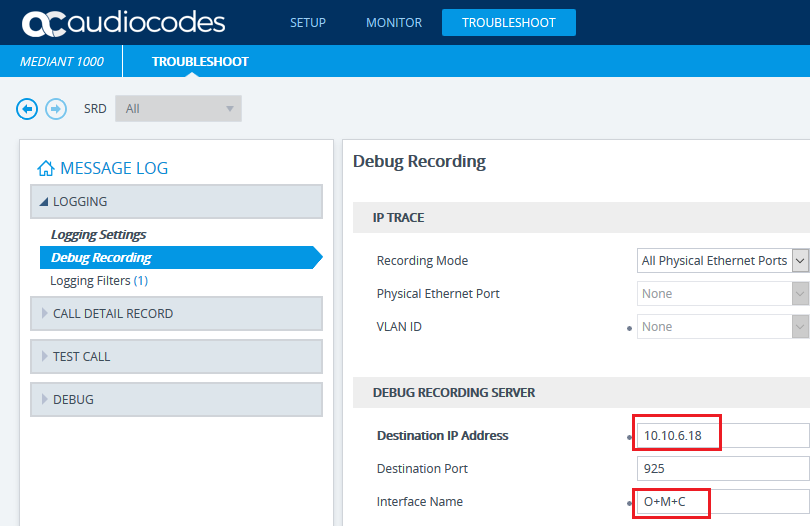 audiocodes SETUP MONITOR TROUBLESHOOT
MEDIANT 1000 TROUBLESHOOT
SRD All
MESSAGE LOG
LOGGING
Logging Settings
Debug Recording
Logging Filters (1)
CALL DETAIL RECORD
TEST CALL
DEBUG
Debug Recording
IP TRACE
Recording Mode All Physical Ethernet Ports
Physical Ethernet Port None
VLAN ID None
DEBUG RECORDING SERVER
Destination IP Address 10.10.6.18
Destination Port 925
Interface Name O+M+C